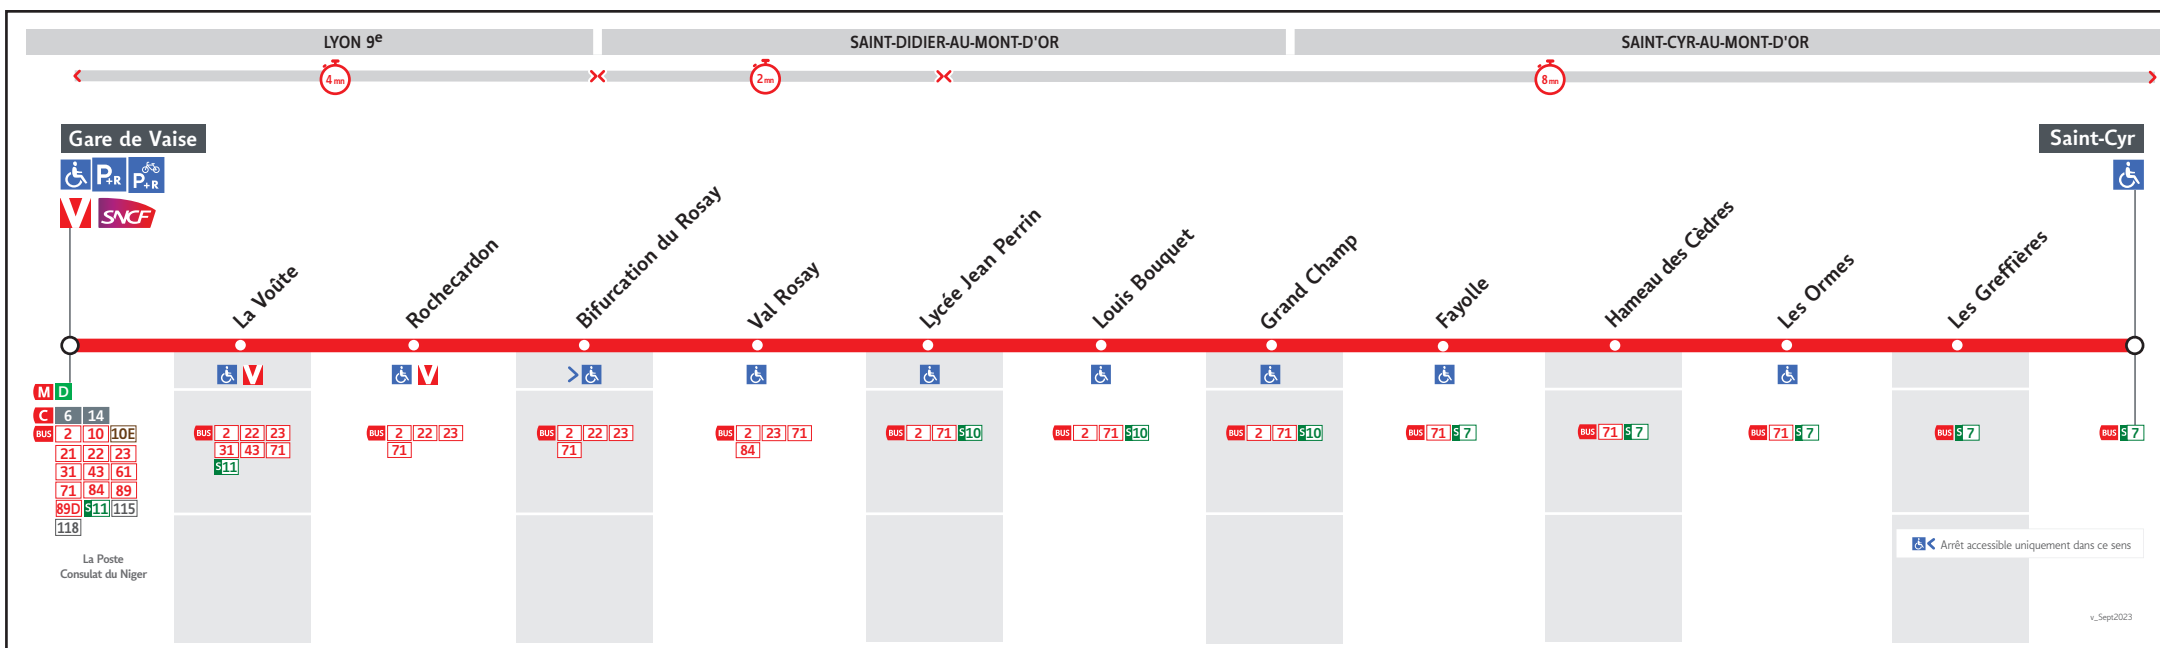 LYON 9e
SAINT-DIDIER-AU-MONT-D'OR
SAINT-CYR-AU-MONT-D'OR
4 mn
2 mn
8 mn
Gare de Vaise
P+R
P+R
SNCF
Saint-Cyr
La Voûte
Rochecardon
Bifurcation du Rosay
Val Rosay
Lycée Jean Perrin
Louis Bouquet
Grand Champ
Fayolle
Hameau des Cèdres
Les Ormes
Les Greffières
M D
C 6 14
BUS 2 10 10E
21 22 23
31 43 61
71 84 89
89D S11 115
118
La Poste
Consulat du Niger
BUS 2 22 23
31 43 71
S11
BUS 2 22 23
71
BUS 2 22 23
71
BUS 2 23 71
84
BUS 2 71 S10
BUS 2 71 S10
BUS 2 71 S10
BUS 71 S7
BUS 71 S7
BUS 71 S7
BUS S7
BUS S7
Arrêt accessible uniquement dans ce sens
v_Sept2023